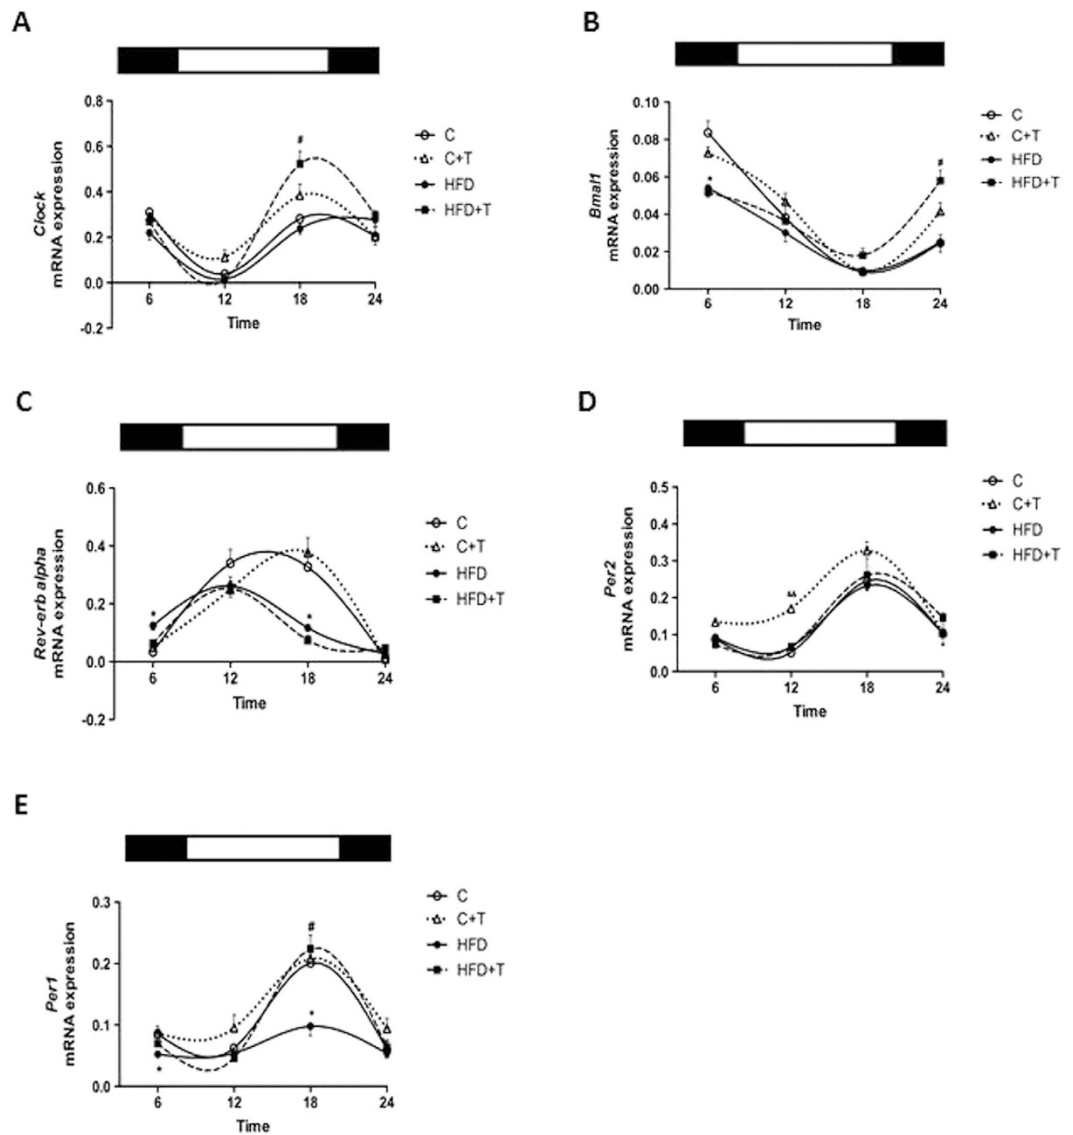 A
Clock
mRNA expression
0.8
0.6
0.4
0.2
0.0
-0.2
#
6
12
18
24
Time
C
C+T
HFD
HFD+T
B
Bmal1
mRNA expression
0.10
0.08
0.06
0.04
0.02
0.00
*
#
6
12
18
24
Time
C
C+T
HFD
HFD+T
C
Rev-erb alpha
mRNA expression
0.6
0.4
0.2
0.0
-0.2
*
*
6
12
18
24
Time
C
C+T
HFD
HFD+T
D
Per2
mRNA expression
0.5
0.4
0.3
0.2
0.1
0.0
*
6
12
18
24
Time
C
C+T
HFD
HFD+T
E
Per1
mRNA expression
0.3
0.2
0.1
0.0
*
#
*
6
12
18
24
Time
C
C+T
HFD
HFD+T